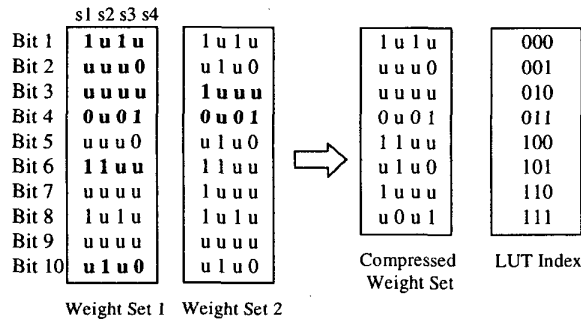 s1 s2 s3 s4
Bit 1 1 u 1 u 1 u 1 u 1 u 1 u 000
Bit 2 u u u 0 u 1 u 0 u u u 0 001
Bit 3 u u u u 1 u u u u u u u 010
Bit 4 0 u 0 1 0 u 0 1 0 u 0 1 011
Bit 5 u u u 0 u 1 u 0 1 1 u u 100
Bit 6 1 1 u u 1 1 u u u 1 u 0 101
Bit 7 u u u u 1 u u u 1 u u u 110
Bit 8 1 u 1 u 1 u 1 u u 0 u 1 111
Bit 9 u u u u u u u u
Bit 10 u 1 u 0 u 1 u 0
Compressed Weight Set LUT Index
Weight Set 1 Weight Set 2